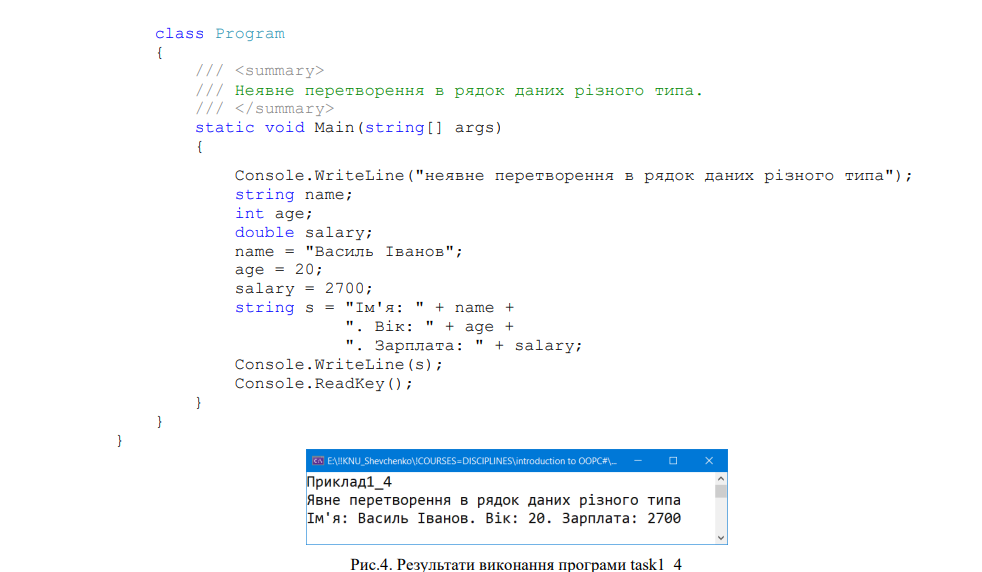 class Program
{
/// <summary>
/// Неявне перетворення в рядок даних різного типа.
/// </summary>
static void Main(string[] args)
{
Console.WriteLine("неявне перетворення в рядок даних різного типа");
string name;
int age;
double salary;
name = "Василь Іванов";
age = 20;
salary = 2700;
string s = "Ім'я: " + name +
". Вік: " + age +
". Зарплата: " + salary;
Console.WriteLine(s);
Console.ReadKey();
}
}
}
E:\!!KNU_Shevchenko\!COURSES=DISCIPLINES\introduction to OOPC#\...
Приклад1_4
Явне перетворення в рядок даних різного типа
Ім'я: Василь Іванов. Вік: 20. Зарплата: 2700
Рис.4. Результати виконання програми task1_4